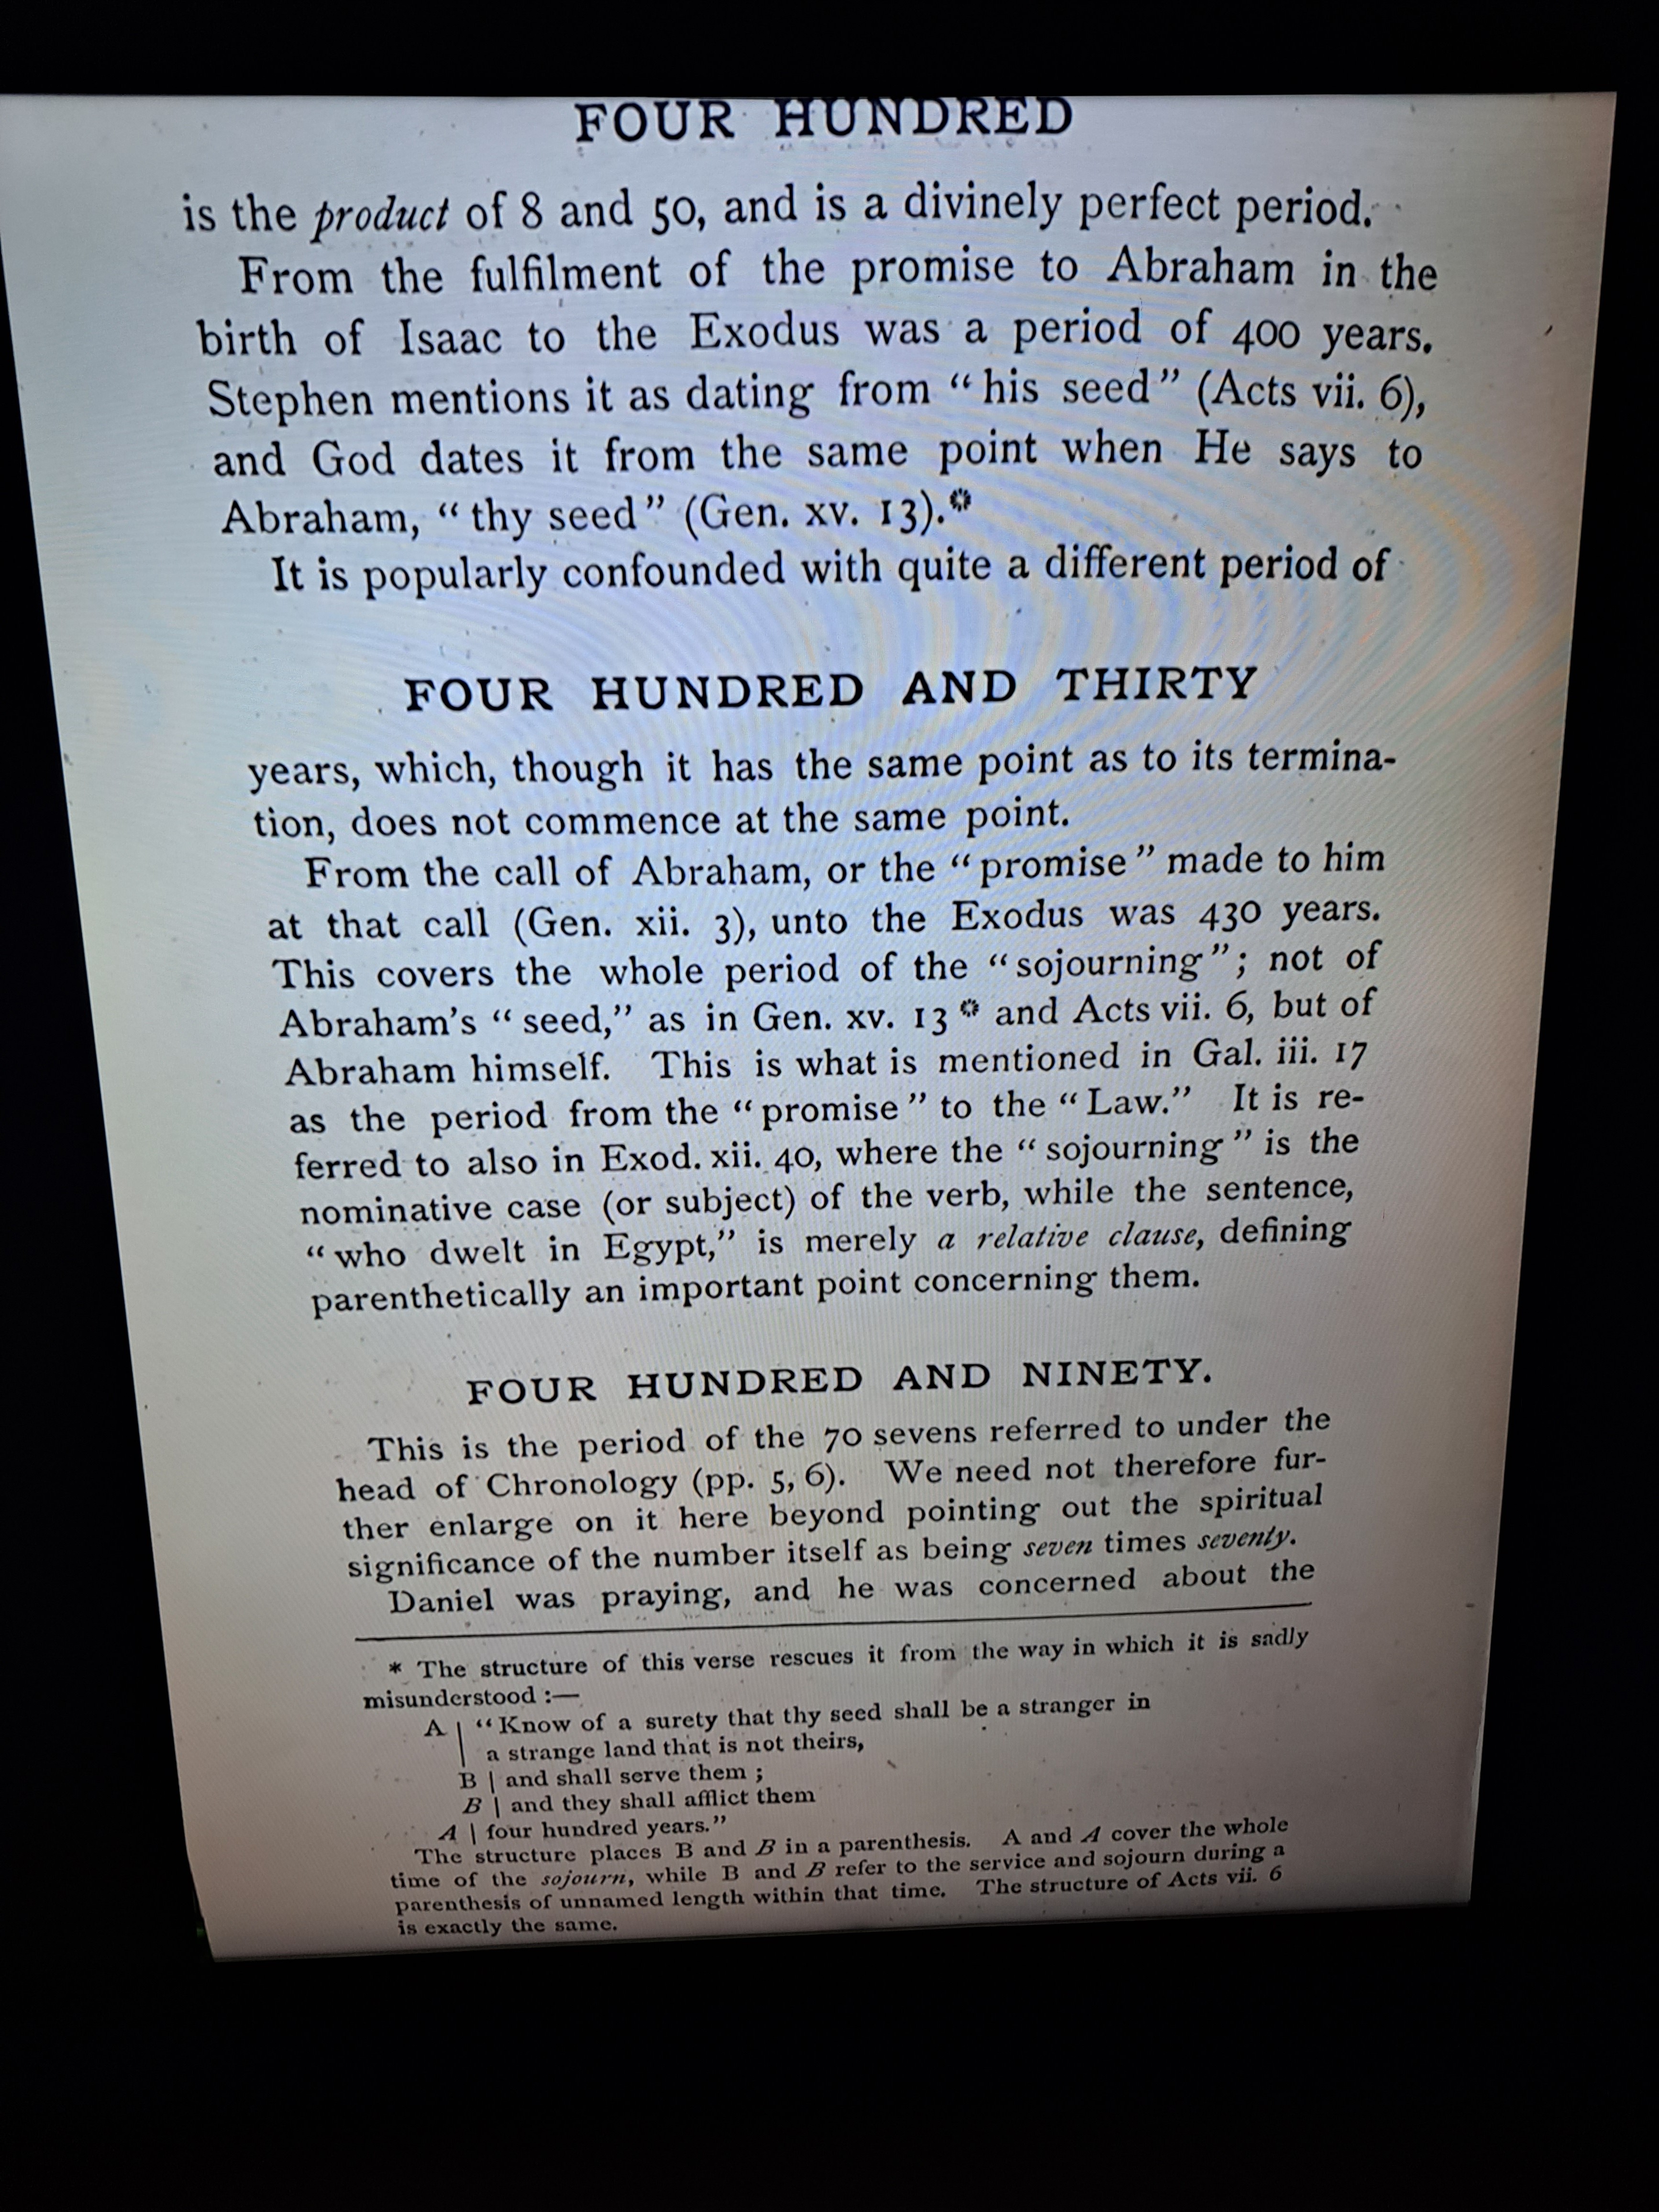 FOUR HUNDRED
is the product of 8 and 50, and is a divinely perfect period.
From the fulfilment of the promise to Abraham in the
birth of Isaac to the Exodus was a period of 400 years.
Stephen mentions it as dating from “his seed” (Acts vii. 6),
and God dates it from the same point when He says to
Abraham, “thy seed” (Gen. xv. 13).*
It is popularly confounded with quite a different period of
FOUR HUNDRED AND THIRTY
years, which, though it has the same point as to its termina-
tion, does not commence at the same point.
From the call of Abraham, or the “promise” made to him
at that call (Gen. xii. 3), unto the Exodus was 430 years.
This covers the whole period of the “sojourning”; not of
Abraham’s “seed,” as in Gen. xv. 13 * and Acts vii. 6, but of
Abraham himself. This is what is mentioned in Gal. iii. 17
as the period from the “promise” to the “Law.” It is re-
ferred to also in Exod. xii. 40, where the “sojourning” is the
nominative case (or subject) of the verb, while the sentence,
“who dwelt in Egypt,” is merely a relative clause, defining
parenthetically an important point concerning them.
FOUR HUNDRED AND NINETY.
This is the period of the 70 sevens referred to under the
head of Chronology (pp. 5, 6). We need not therefore fur-
ther enlarge on it here beyond pointing out the spiritual
significance of the number itself as being seven times seventy.
Daniel was praying, and he was concerned about the
* The structure of this verse rescues it from the way in which it is sadly
misunderstood :—
A | “Know of a surety that thy seed shall be a stranger in
| a strange land that is not theirs,
B | and shall serve them ;
B | and they shall afflict them
A | four hundred years.”
The structure places B and B in a parenthesis. A and A cover the whole
time of the sojourn, while B and B refer to the service and sojourn during a
parenthesis of unnamed length within that time. The structure of Acts vii. 6
is exactly the same.